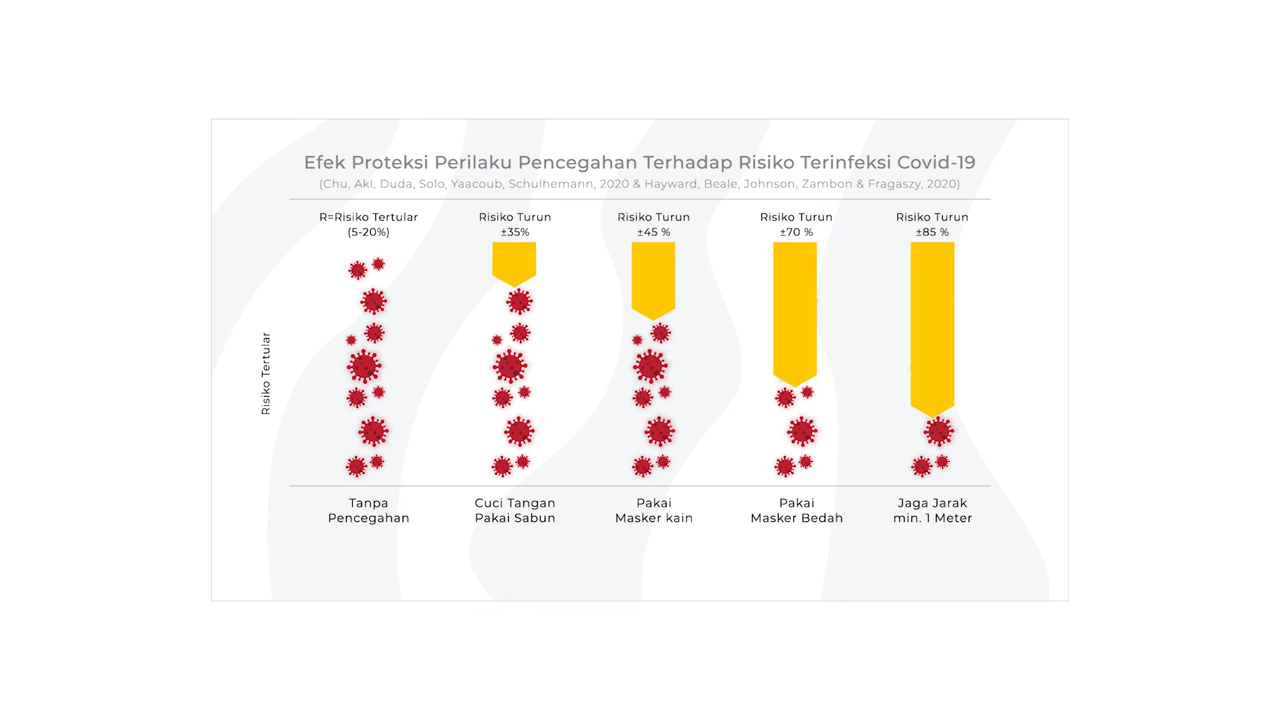 Efek Proteksi Perilaku Pencegahan Terhadap Risiko Terinfeksi Covid-19
(Chu, Akl, Duda, Solo, Yaacoub, Schulhemann, 2020 & Hayward, Beale, Johnson, Zambon & Fragaszy, 2020)
R=Risiko Tertular
(5-20%)
Risiko Turun
±35%
Risiko Turun
±45 %
Risiko Turun
±70 %
Risiko Turun
±85 %
Risiko Tertular
Tanpa
Pencegahan
Cuci Tangan
Pakai Sabun
Pakai
Masker kain
Pakai
Masker Bedah
Jaga Jarak
min. 1 Meter